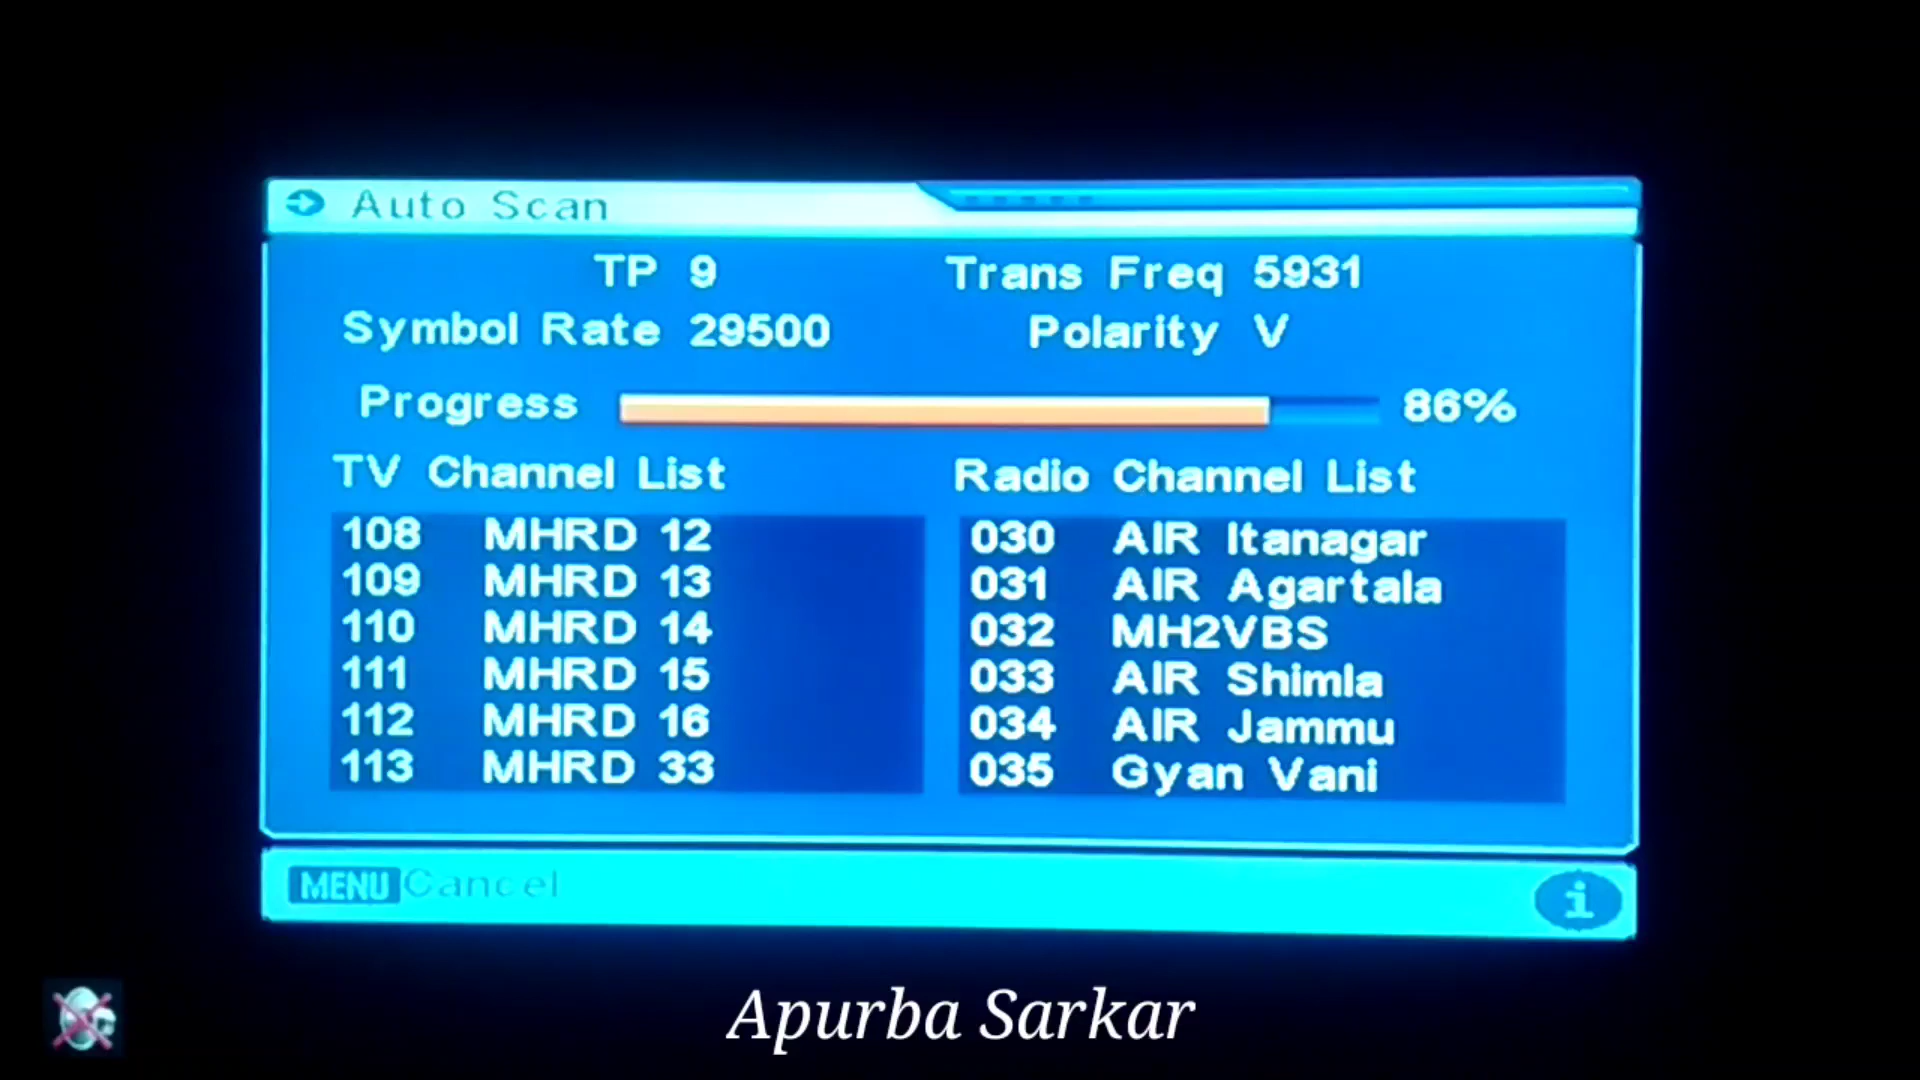 Auto Scan
TP 9 Trans Freq 5931
Symbol Rate 29500 Polarity V
Progress 86%
TV Channel List Radio Channel List
108 MHRD 12 030 AIR Itanagar
109 MHRD 13 031 AIR Agartala
110 MHRD 14 032 MH2VBS
111 MHRD 15 033 AIR Shimla
112 MHRD 16 034 AIR Jammu
113 MHRD 33 035 Gyan Vani
MENU Cancel i
Apurba Sarkar